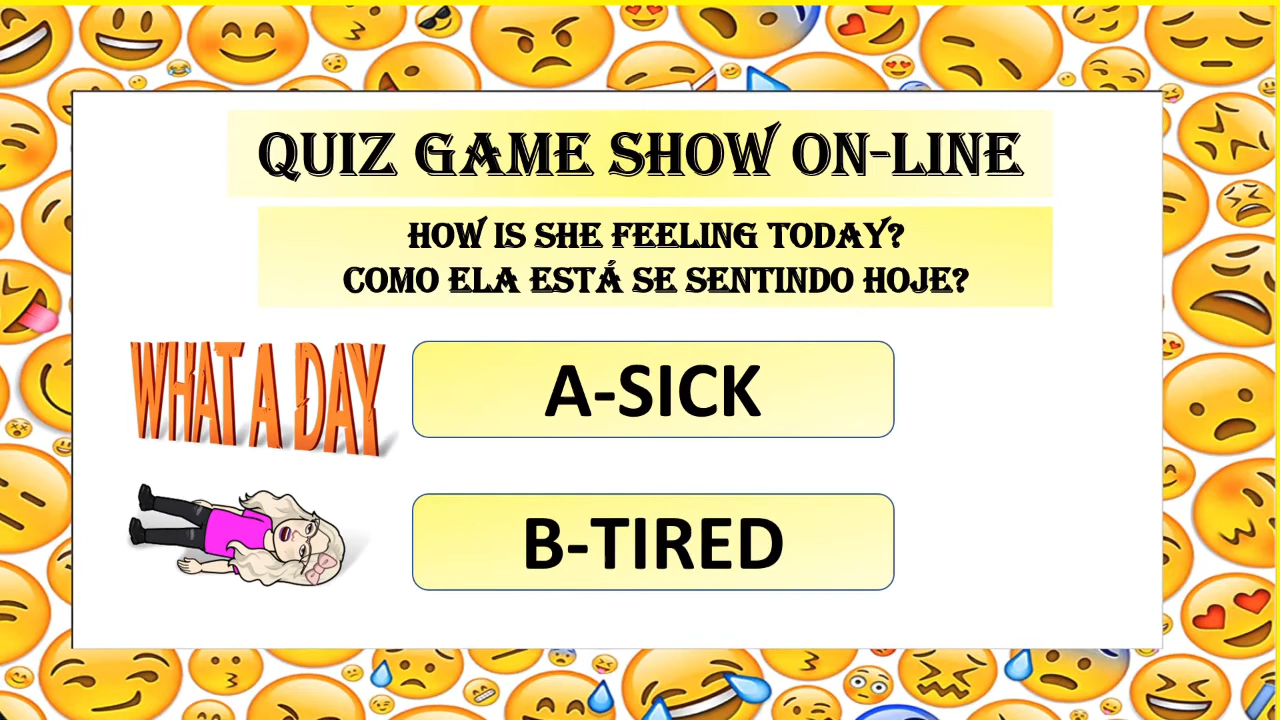 QUIZ GAME SHOW ON-LINE
HOW IS SHE FEELING TODAY?
COMO ELA ESTÁ SE SENTINDO HOJE?
WHAT A DAY
A-SICK
B-TIRED